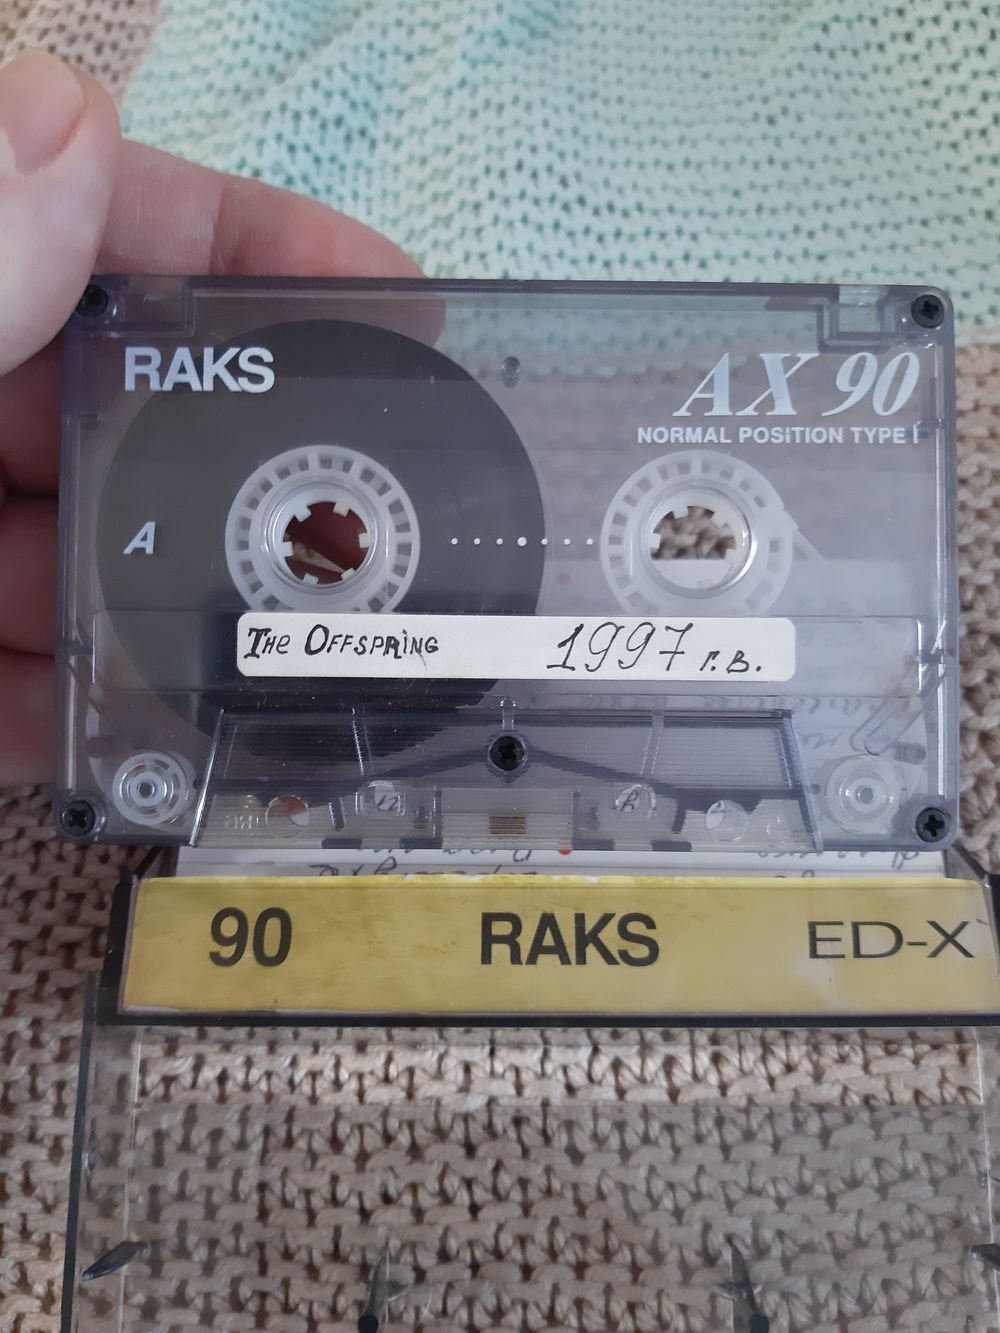 RAKS
AX 90
NORMAL POSITION TYPE I
A
THE OFFSPRING 1997 г.в.
90 RAKS ED-X